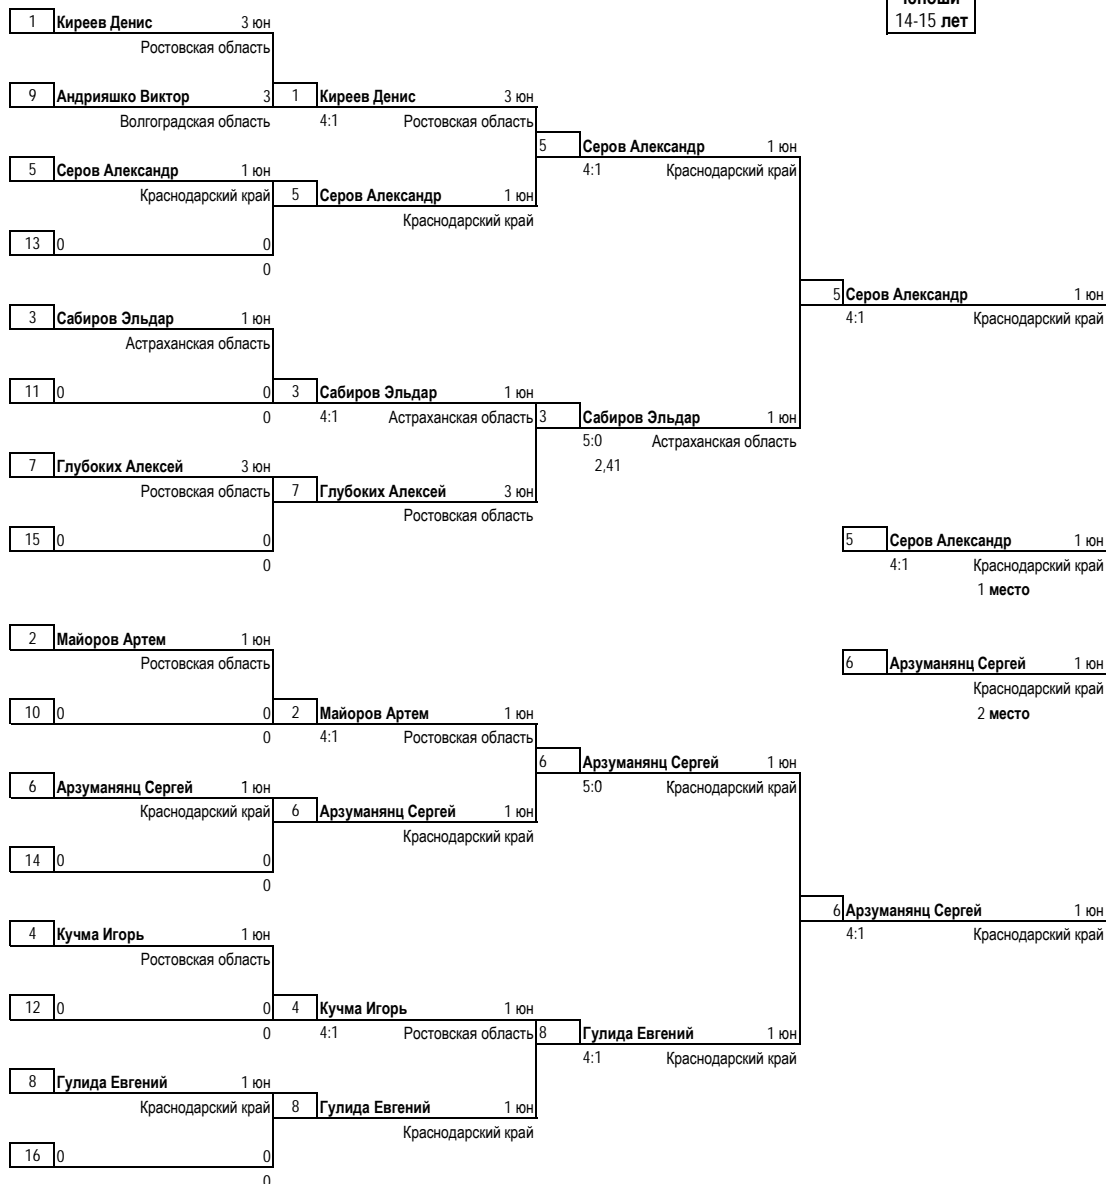 юноши
14-15 лет
1 Киреев Денис 3 юн
Ростовская область
9 Андрияшко Виктор 3 1 Киреев Денис 3 юн
Волгоградская область 4:1 Ростовская область
5 Серов Александр 1 юн
5 Серов Александр 1 юн 4:1 Краснодарский край
Краснодарский край 5 Серов Александр 1 юн
Краснодарский край
13 0 0
0
5 Серов Александр 1 юн
3 Сабиров Эльдар 1 юн 4:1 Краснодарский край
Астраханская область
11 0 0 3 Сабиров Эльдар 1 юн
0 4:1 Астраханская область 3 Сабиров Эльдар 1 юн
5:0 Астраханская область
7 Глубоких Алексей 3 юн 2,41
Ростовская область 7 Глубоких Алексей 3 юн
Ростовская область
15 0 0 5 Серов Александр 1 юн
0 4:1 Краснодарский край
1 место
2 Майоров Артем 1 юн
Ростовская область 6 Арзуманянц Сергей 1 юн
Краснодарский край
10 0 0 2 Майоров Артем 1 юн 2 место
0 4:1 Ростовская область
6 Арзуманянц Сергей 1 юн
6 Арзуманянц Сергей 1 юн 5:0 Краснодарский край
Краснодарский край 6 Арзуманянц Сергей 1 юн
Краснодарский край
14 0 0
0
6 Арзуманянц Сергей 1 юн
4 Кучма Игорь 1 юн 4:1 Краснодарский край
Ростовская область
12 0 0 4 Кучма Игорь 1 юн
0 4:1 Ростовская область 8 Гулида Евгений 1 юн
4:1 Краснодарский край
8 Гулида Евгений 1 юн
Краснодарский край 8 Гулида Евгений 1 юн
Краснодарский край
16 0 0
0